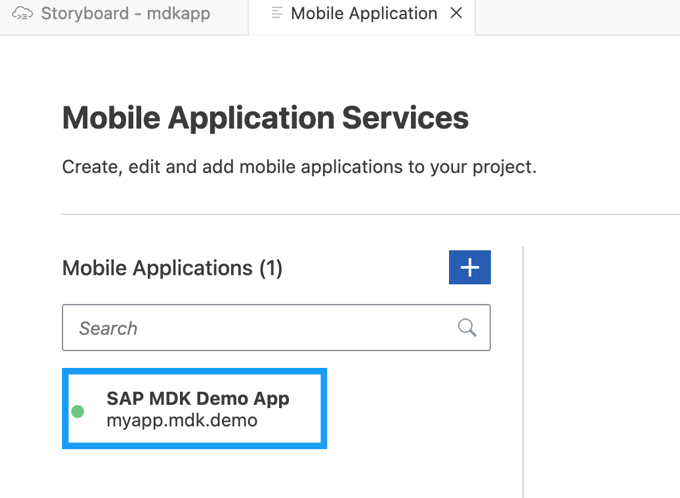 Storyboard - mdkapp
Mobile Application
Mobile Application Services
Create, edit and add mobile applications to your project.
Mobile Applications (1)
Search
SAP MDK Demo App
myapp.mdk.demo